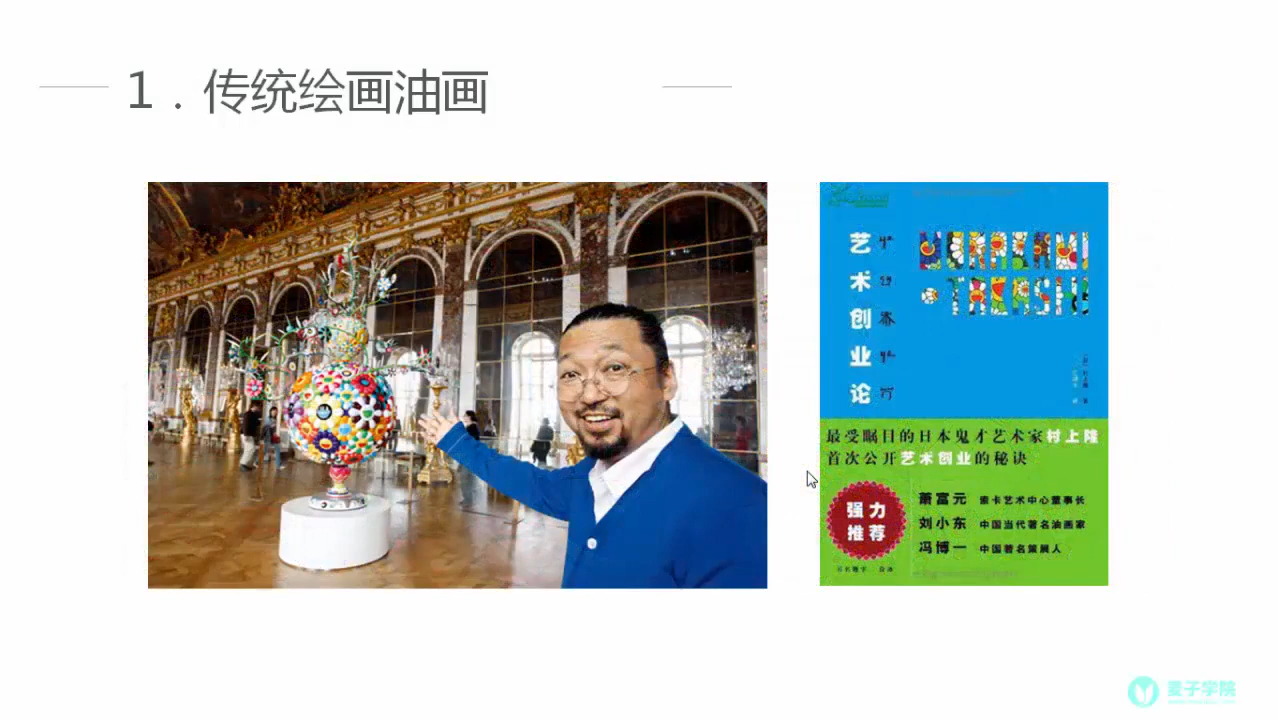 1．传统绘画油画
艺术创业论
MURAKAMI
TAKASHI
最受瞩目的日本鬼才艺术家村上隆
首次公开艺术创业的秘诀
强力
推荐
萧富元 索卡艺术中心董事长
刘小东 中国当代著名油画家
冯博一 中国著名策展人
麦子学院